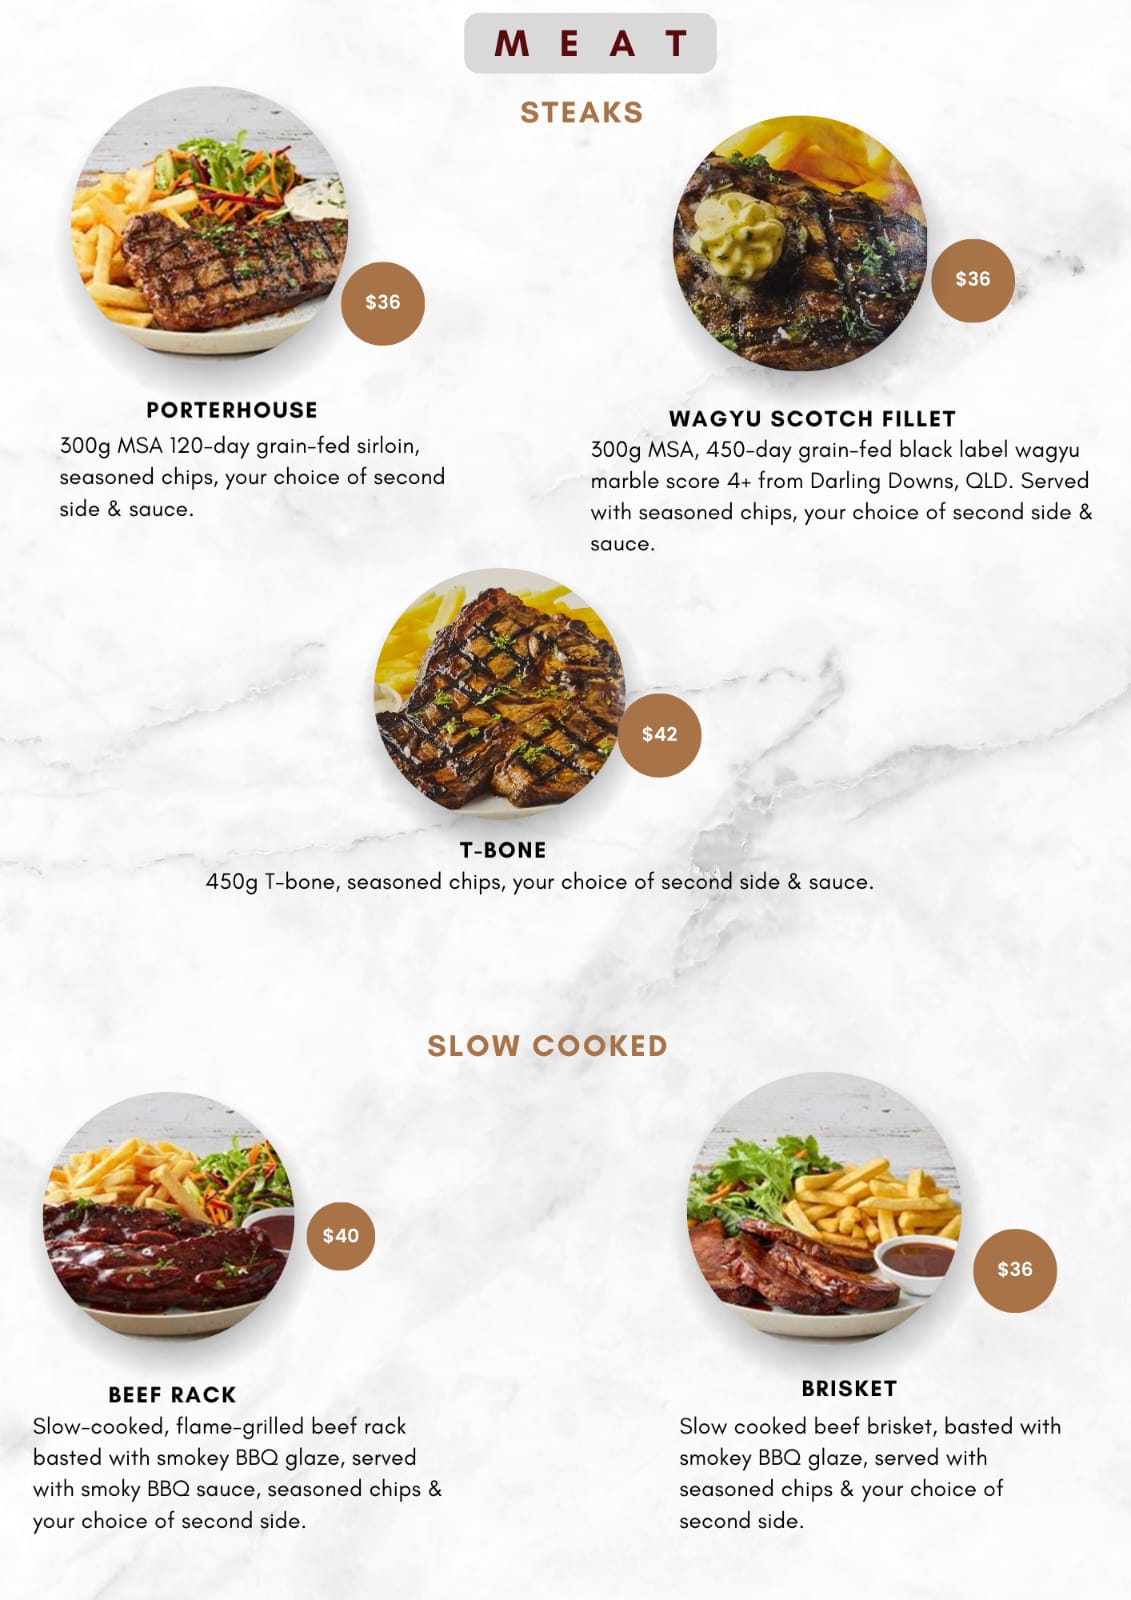 MEAT
STEAKS
$36
$36
PORTERHOUSE
300g MSA 120-day grain-fed sirloin,
seasoned chips, your choice of second
side & sauce.
WAGYU SCOTCH FILLET
300g MSA, 450-day grain-fed black label wagyu
marble score 4+ from Darling Downs, QLD. Served
with seasoned chips, your choice of second side &
sauce.
$42
T-BONE
450g T-bone, seasoned chips, your choice of second side & sauce.
SLOW COOKED
$40
$36
BEEF RACK
Slow-cooked, flame-grilled beef rack
basted with smokey BBQ glaze, served
with smoky BBQ sauce, seasoned chips &
your choice of second side.
BRISKET
Slow cooked beef brisket, basted with
smokey BBQ glaze, served with
seasoned chips & your choice of
second side.